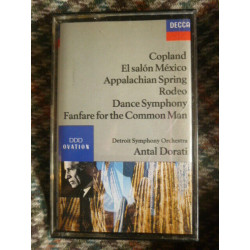 DECCA
Copland
El salón México
Appalachian Spring
Rodeo
Dance Symphony
Fanfare for the Common Man
DDD
OVATION
Detroit Symphony Orchestra
Antal Dorati